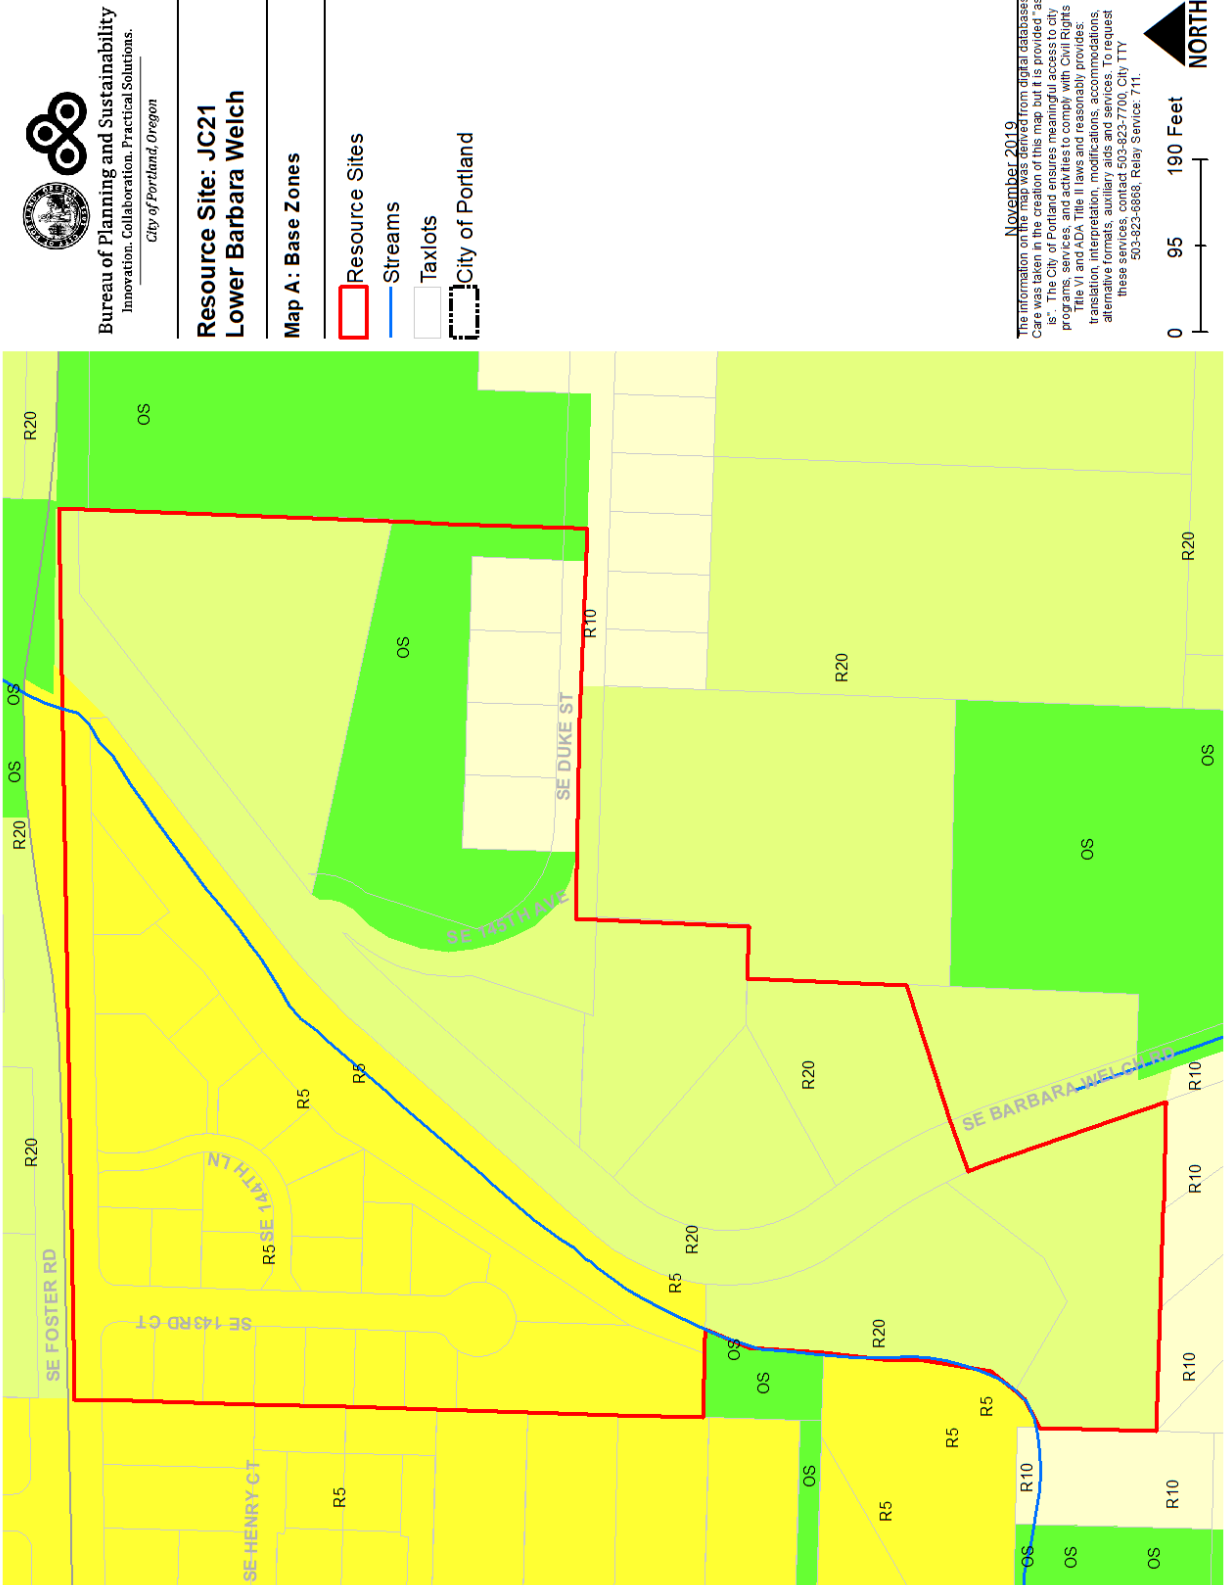 Bureau of Planning and Sustainability
Innovation. Collaboration. Practical Solutions.
City of Portland, Oregon
Resource Site: JC21
Lower Barbara Welch
Map A: Base Zones
Resource Sites
Streams
Taxlots
City of Portland
November 2019
The information on the map was derived from digital databases
Care was taken in the creation of this map but it is provided "as
is". The City of Portland ensures meaningful access to city
programs, services, and activities to comply with Civil Rights
Title VI and ADA Title II laws and reasonably provides:
translation, interpretation, modifications, accommodations,
alternative formats, auxiliary aids and services. To request
these services, contact 503-823-7700, City TTY
503-823-6868, Relay Service: 711.
0 95 190 Feet
NORTH
SE FOSTER RD
R20
R20
OS
OS
R20
SE HENRY CT
R5
SE 143RD CT
R5
SE 144TH LN
R5
R5
OS
OS
SE 145TH AVE
SE DUKE ST
R10
R5
R20
OS
OS
OS
R20
R5
R5
R5
R20
R20
R20
OS
SE BARBARA WELCH RD
OS
R20
R10
R10
R10
R10
R10
OS
OS
OS